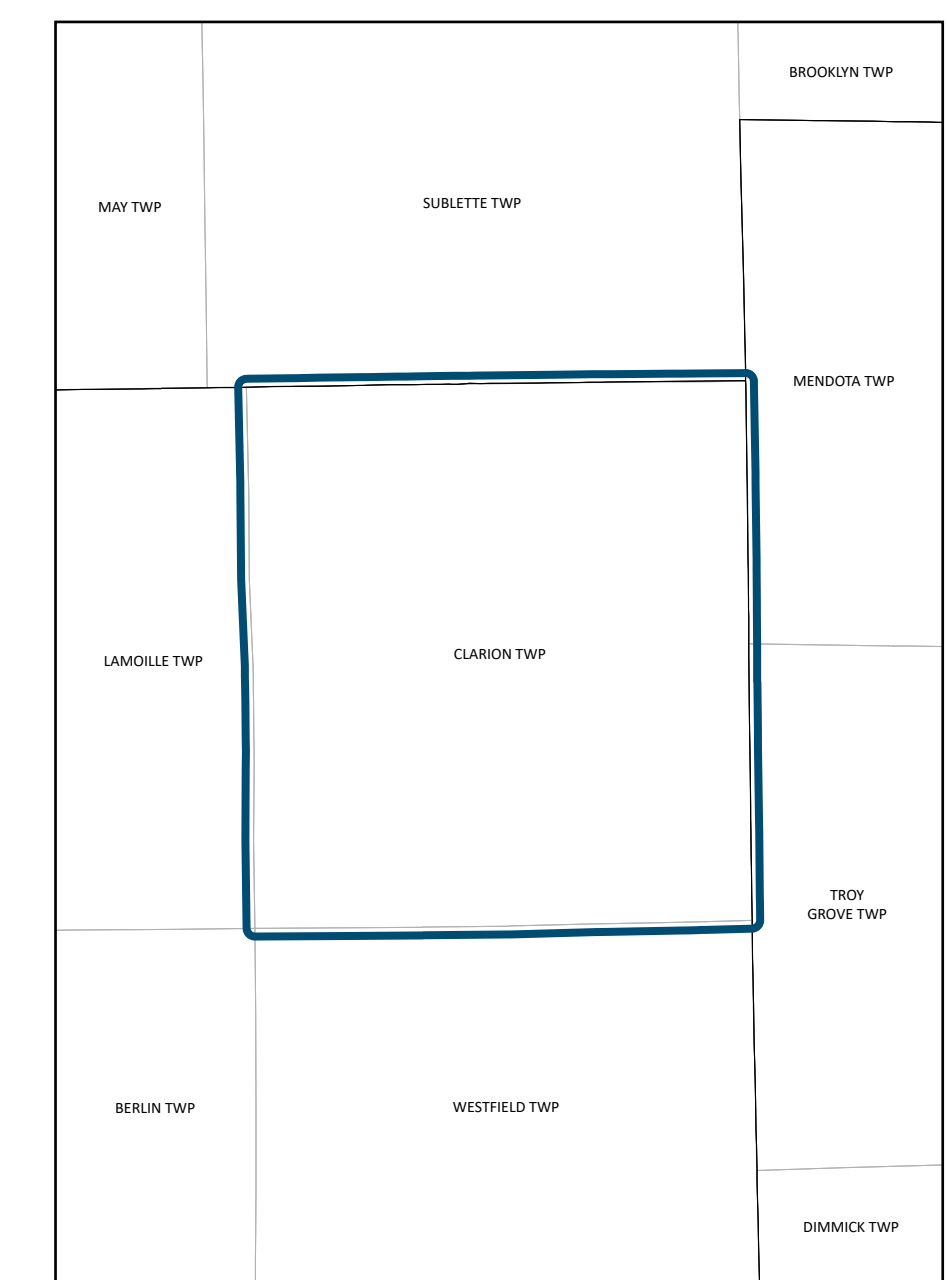 BROOKLYN TWP
MAY TWP
SUBLETTE TWP
MENDOTA TWP
LAMOILLE TWP
CLARION TWP
TROY
GROVE TWP
BERLIN TWP
WESTFIELD TWP
DIMMICK TWP